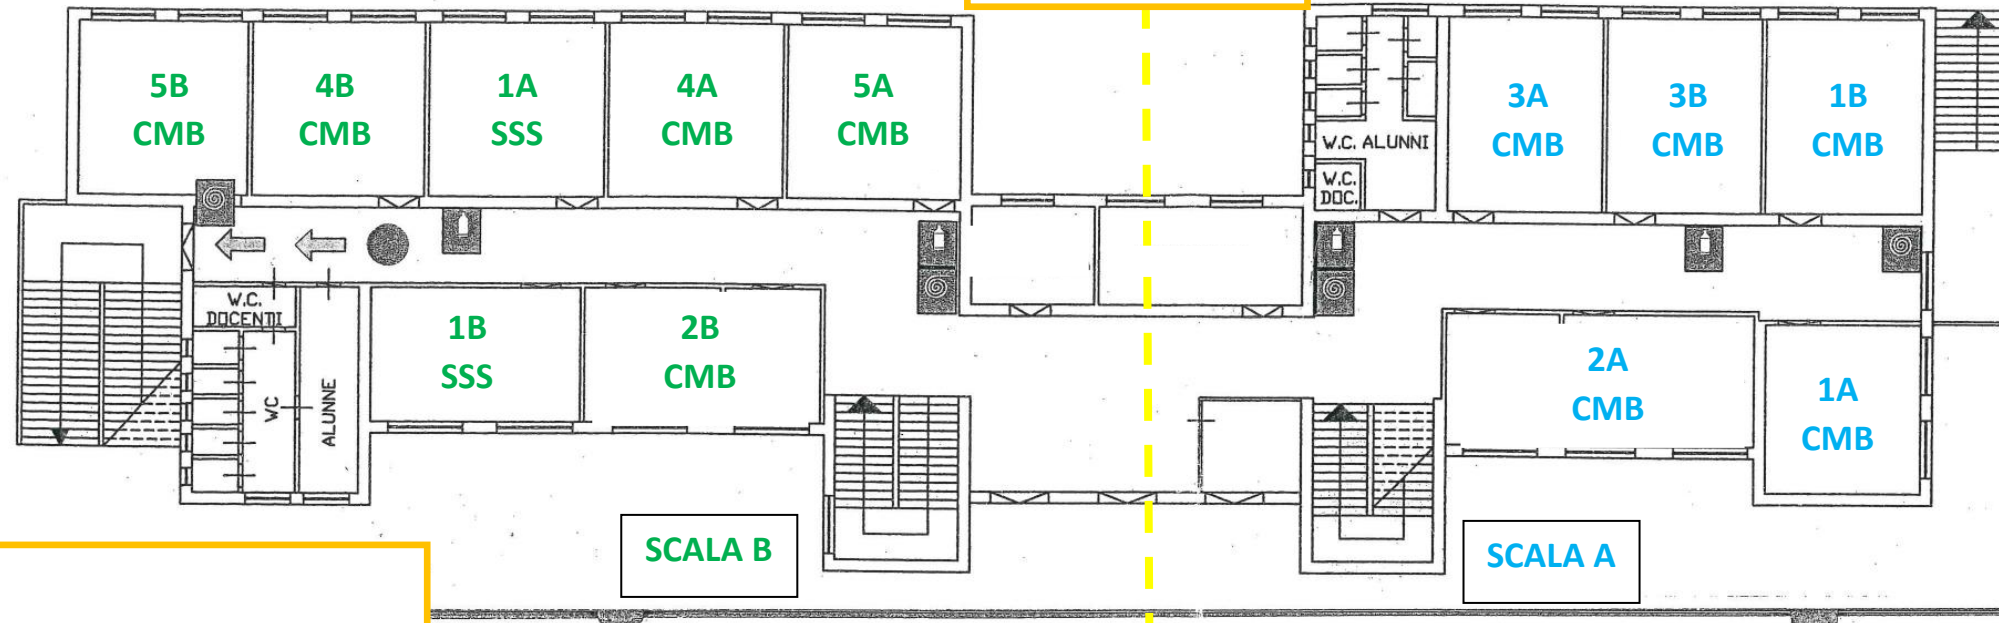 5B
CMB
4B
CMB
1A
SSS
4A
CMB
5A
CMB
3A
CMB
3B
CMB
1B
CMB
W.C. ALUNNI
W.C.
DOC.
W.C.
DOCENTI
WC
ALUNNE
1B
SSS
2B
CMB
2A
CMB
1A
CMB
SCALA B
SCALA A